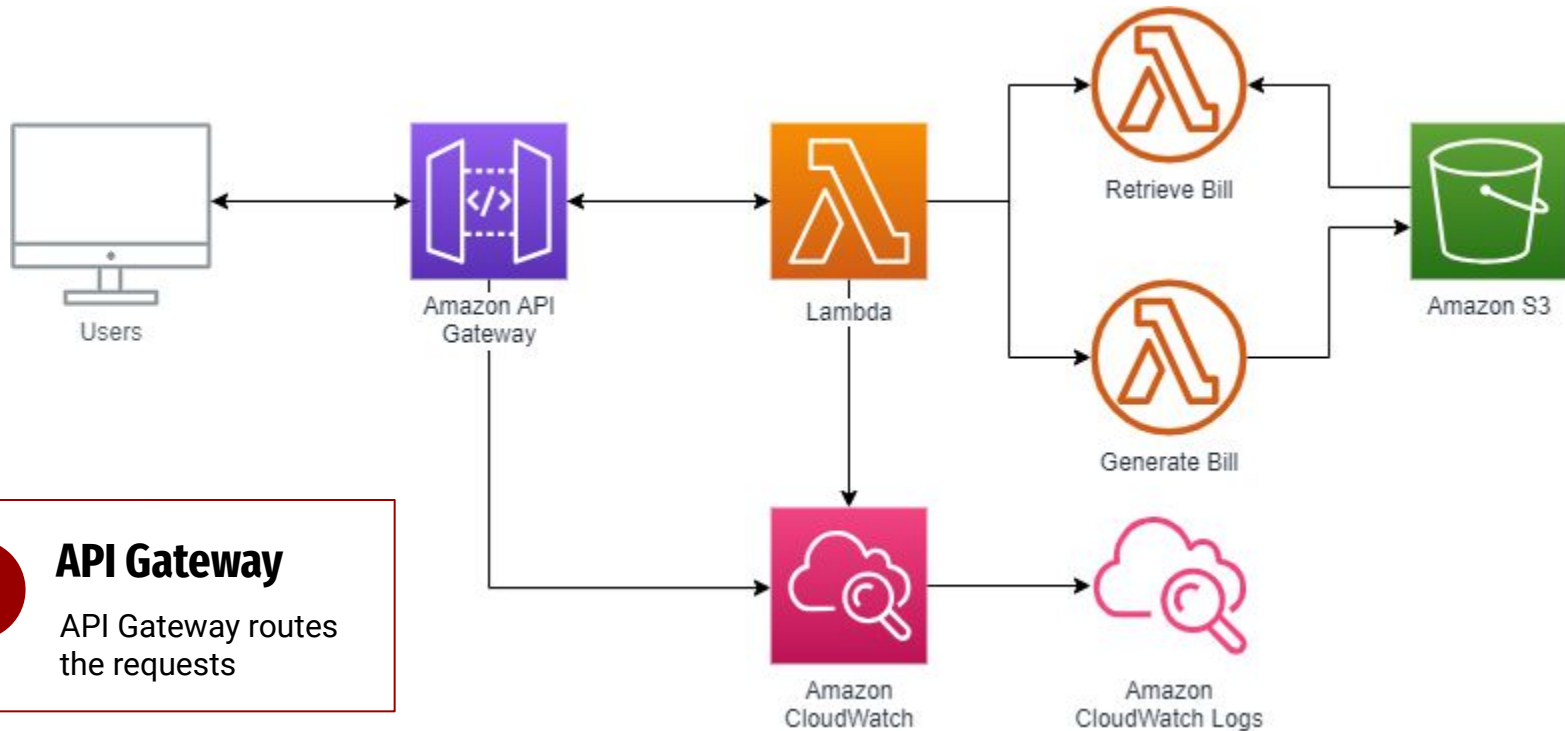 Retrieve Bill
Users
Amazon API
Gateway
</>
Lambda
Amazon S3
Generate Bill
API Gateway
API Gateway routes
the requests
Amazon
CloudWatch
Amazon
CloudWatch Logs